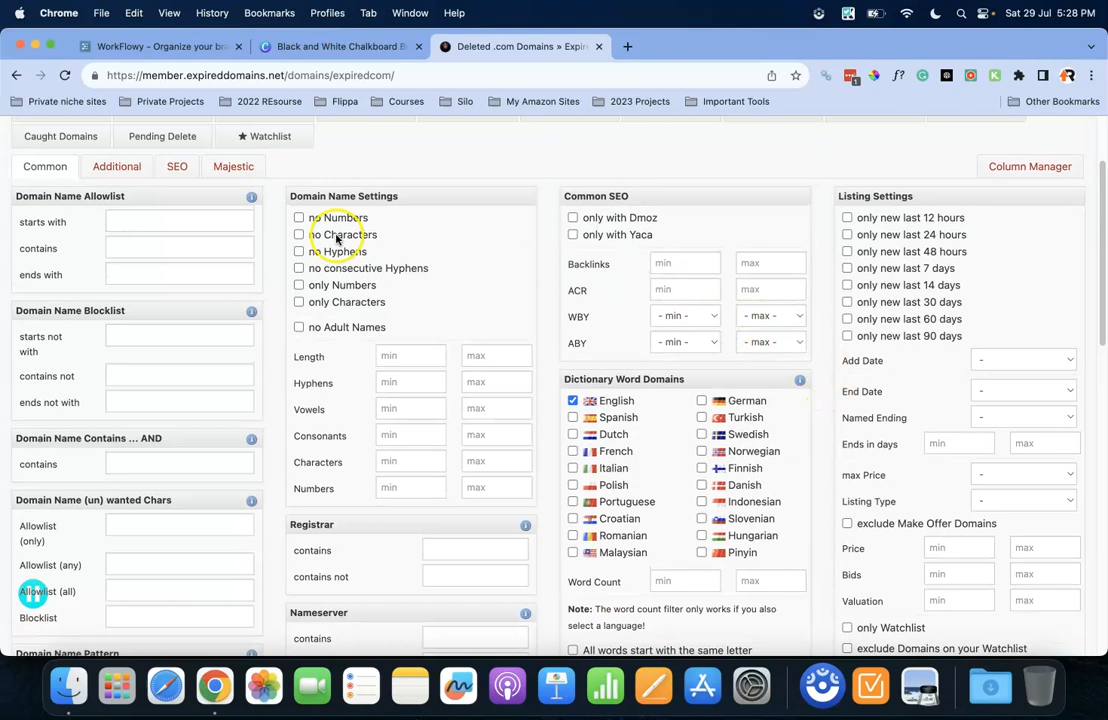 Chrome File Edit View History Bookmarks Profiles Tab Window Help Sat 29 Jul 5:28 PM
WorkFlowy - Organize your bra Black and White Chalkboard B Deleted .com Domains » Expire
https://member.expireddomains.net/domains/expiredcom/
Private niche sites Private Projects 2022 REsourse Flippa Courses Silo My Amazon Sites 2023 Projects Important Tools Other Bookmarks
Caught Domains Pending Delete ★ Watchlist
Common Additional SEO Majestic Column Manager
Domain Name Allowlist
starts with
contains
ends with
Domain Name Blocklist
starts not
with
contains not
ends not with
Domain Name Contains ... AND
contains
Domain Name (un) wanted Chars
Allowlist
(only)
Allowlist (any)
Allowlist (all)
Blocklist
Domain Name Pattern
Domain Name Settings
no Numbers
no Characters
no Hyphens
no consecutive Hyphens
only Numbers
only Characters
no Adult Names
Length min max
Hyphens min max
Vowels min max
Consonants min max
Characters min max
Numbers min max
Registrar
contains
contains not
Nameserver
contains
Common SEO
only with Dmoz
only with Yaca
Backlinks min max
ACR min max
WBY - min - - max -
ABY - min - - max -
Dictionary Word Domains
English German
Spanish Turkish
Dutch Swedish
French Norwegian
Italian Finnish
Polish Danish
Portuguese Indonesian
Croatian Slovenian
Romanian Hungarian
Malaysian Pinyin
Word Count min max
Note: The word count filter only works if you also
select a language!
All words start with the same letter
Listing Settings
only new last 12 hours
only new last 24 hours
only new last 48 hours
only new last 7 days
only new last 14 days
only new last 30 days
only new last 60 days
only new last 90 days
Add Date -
End Date -
Named Ending -
Ends in days min max
max Price -
Listing Type -
exclude Make Offer Domains
Price min max
Bids min max
Valuation min max
only Watchlist
exclude Domains on your Watchlist